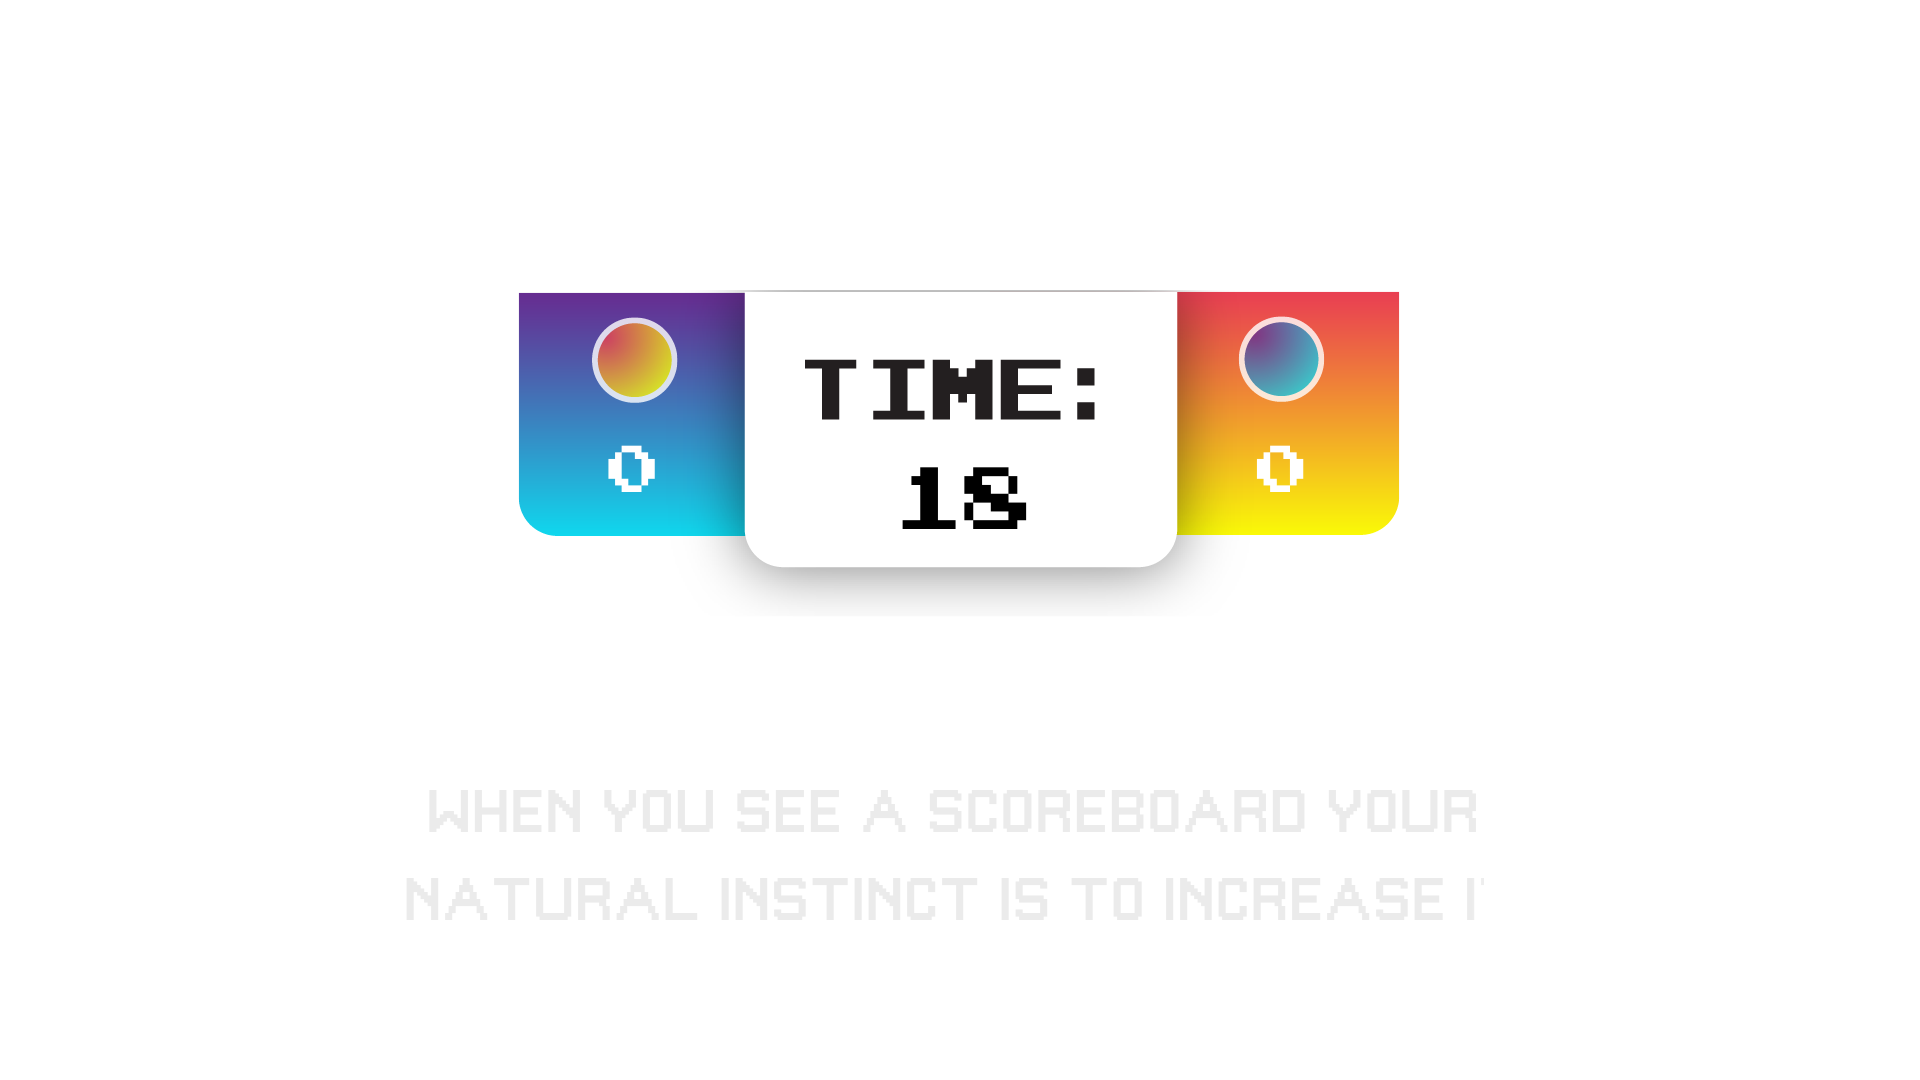 TIME:
0 18 0
WHEN YOU SEE A SCOREBOARD YOUR
NATURAL INSTINCT IS TO INCREASE